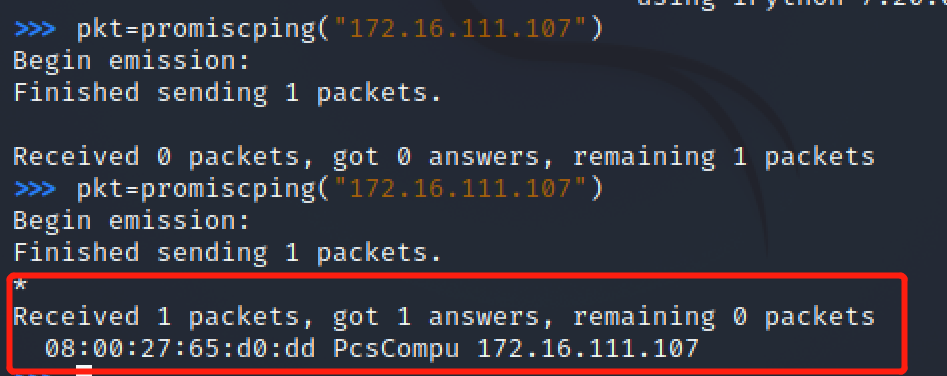 using IPython 7.20.0
>>> pkt=promiscping("172.16.111.107")
Begin emission:
Finished sending 1 packets.
Received 0 packets, got 0 answers, remaining 1 packets
>>> pkt=promiscping("172.16.111.107")
Begin emission:
Finished sending 1 packets.
*
Received 1 packets, got 1 answers, remaining 0 packets
08:00:27:65:d0:dd PcsCompu 172.16.111.107
>>>